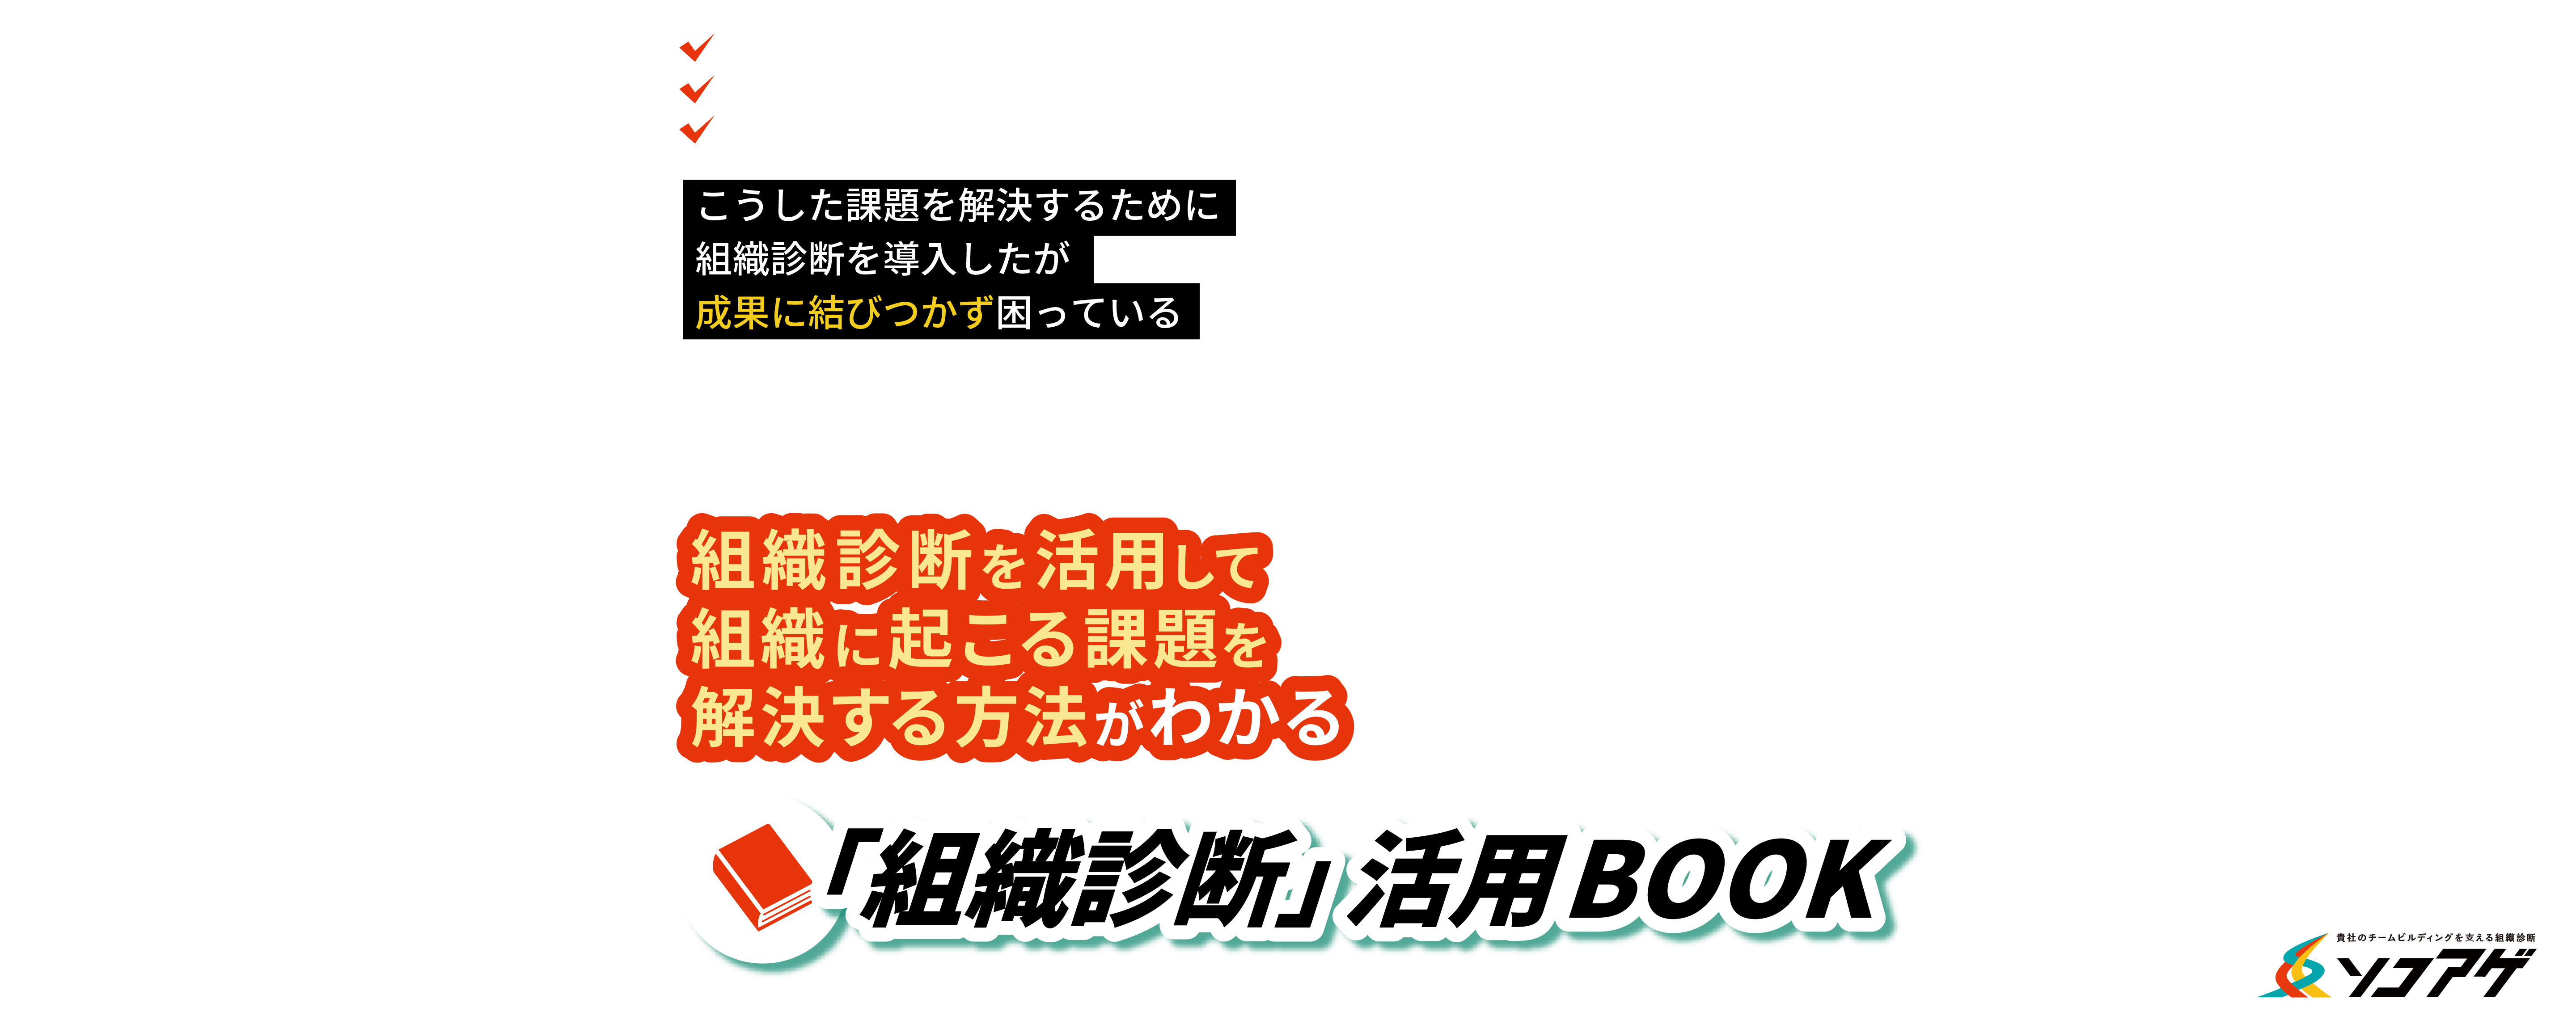 こうした課題を解決するために
組織診断を導入したが
成果に結びつかず困っている
組織診断を活用して
組織に起こる課題を
解決する方法がわかる
「組織診断」活用BOOK
貴社のチームビルディングを支える組織診断
ソコアゲ